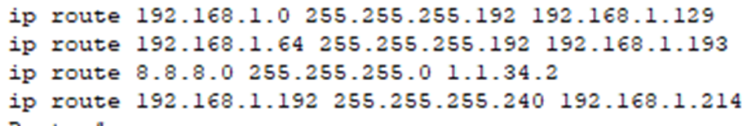 ip route 192.168.1.0 255.255.255.192 192.168.1.129
ip route 192.168.1.64 255.255.255.192 192.168.1.193
ip route 8.8.8.0 255.255.255.0 1.1.34.2
ip route 192.168.1.192 255.255.255.240 192.168.1.214